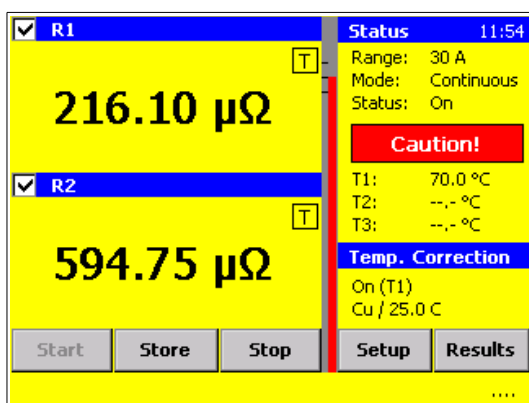 R1
T
216.10 µΩ
R2
T
594.75 µΩ
Start Store Stop
Status 11:54
Range: 30 A
Mode: Continuous
Status: On
Caution!
T1: 70.0 °C
T2: --,- °C
T3: --,- °C
Temp. Correction
On (T1)
Cu / 25.0 C
Setup Results
....